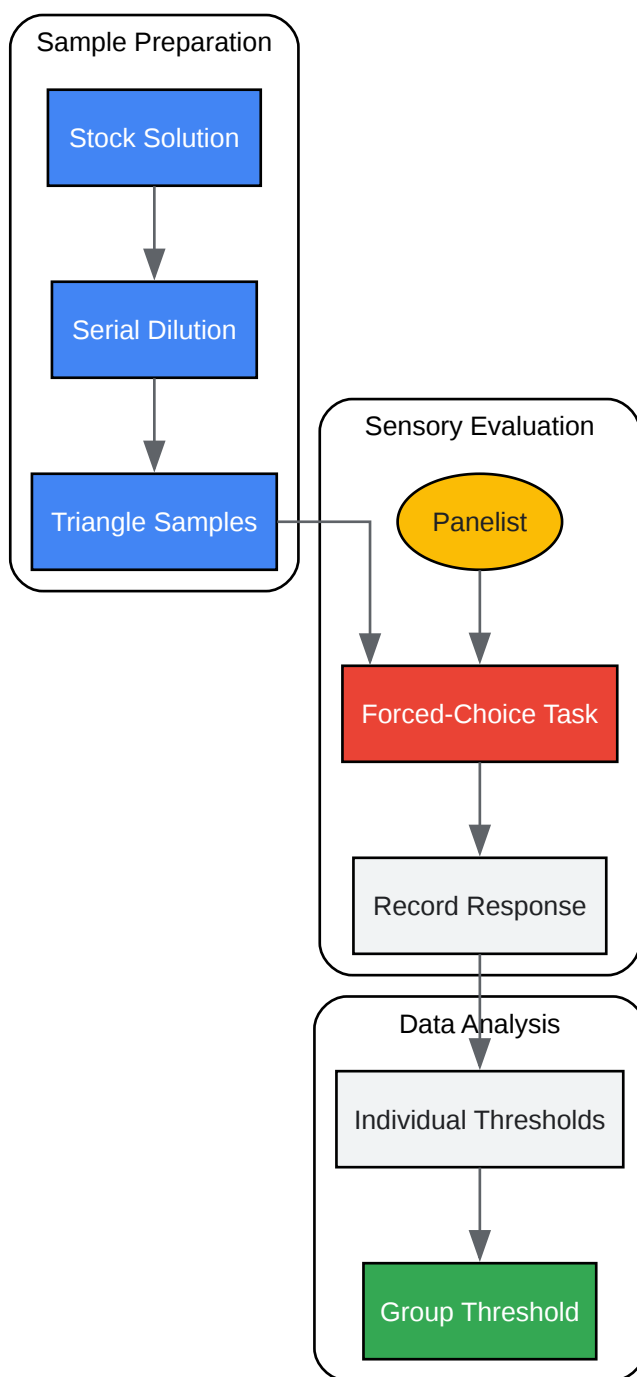 Sample Preparation
Stock Solution
Serial Dilution
Triangle Samples
Sensory Evaluation
Panelist
Forced-Choice Task
Record Response
Data Analysis
Individual Thresholds
Group Threshold